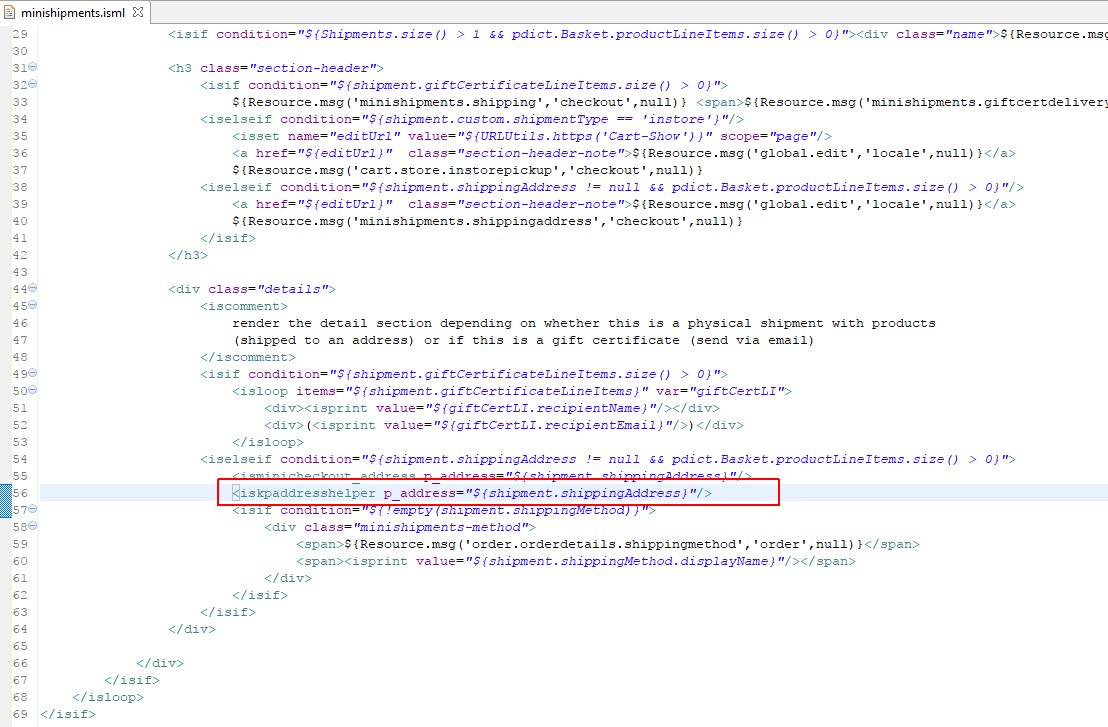 minishipments.isml
29 <isif condition="${Shipments.size() > 1 && pdict.Basket.productLineItems.size() > 0}"><div class="name">${Resource.msg
30
31 <h3 class="section-header">
32 <isif condition="${shipment.giftCertificateLineItems.size() > 0}">
33 ${Resource.msg('minishipments.shipping','checkout',null)} <span>${Resource.msg('minishipments.giftcertdelivery
34 <iselseif condition="${shipment.custom.shipmentType == 'instore'}"/>
35 <isset name="editUrl" value="${URLUtils.https('Cart-Show')}" scope="page"/>
36 <a href="${editUrl}"  class="section-header-note">${Resource.msg('global.edit','locale',null)}</a>
37 ${Resource.msg('cart.store.instorepickup','checkout',null)}
38 <iselseif condition="${shipment.shippingAddress != null && pdict.Basket.productLineItems.size() > 0}"/>
39 <a href="${editUrl}"  class="section-header-note">${Resource.msg('global.edit','locale',null)}</a>
40 ${Resource.msg('minishipments.shippingaddress','checkout',null)}
41 </isif>
42 </h3>
43
44 <div class="details">
45 <iscomment>
46 render the detail section depending on whether this is a physical shipment with products
47 (shipped to an address) or if this is a gift certificate (send via email)
48 </iscomment>
49 <isif condition="${shipment.giftCertificateLineItems.size() > 0}">
50 <isloop items="${shipment.giftCertificateLineItems}" var="giftCertLI">
51 <div><isprint value="${giftCertLI.recipientName}"/></div>
52 <div>(<isprint value="${giftCertLI.recipientEmail}"/>)</div>
53 </isloop>
54 <iselseif condition="${shipment.shippingAddress != null && pdict.Basket.productLineItems.size() > 0}">
55 <isminicheckout_address p_address="${shipment.shippingAddress}"/>
56 <iskpaddresshelper p_address="${shipment.shippingAddress}"/>
57 <isif condition="${!empty(shipment.shippingMethod)}">
58 <div class="minishipments-method">
59 <span>${Resource.msg('order.orderdetails.shippingmethod','order',null)}</span>
60 <span><isprint value="${shipment.shippingMethod.displayName}"/></span>
61 </div>
62 </isif>
63 </isif>
64 </div>
65
66 </div>
67 </isif>
68 </isloop>
69 </isif>